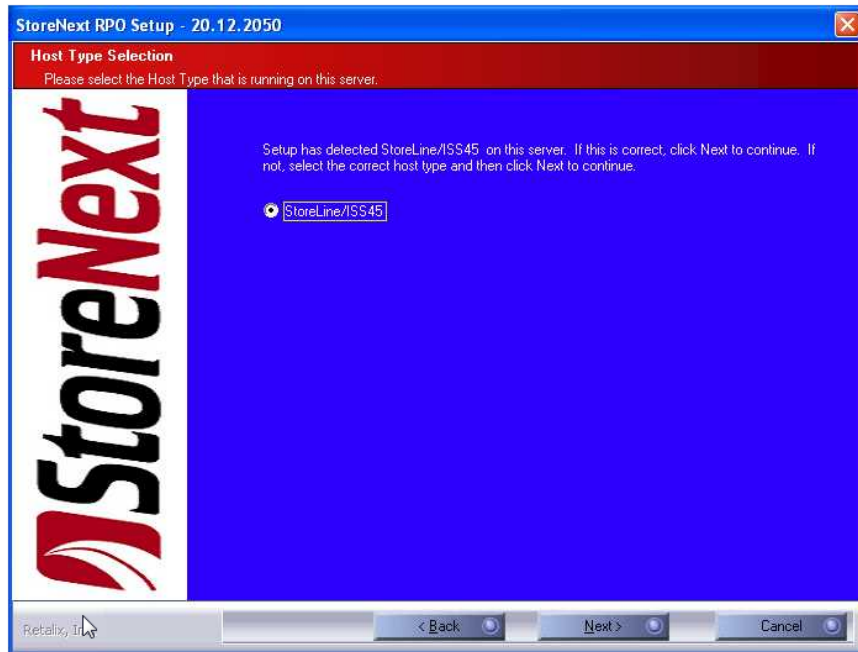 StoreNext RPO Setup - 20.12.2050
Host Type Selection
Please select the Host Type that is running on this server.
StoreNext
Setup has detected StoreLine/ISS45 on this server. If this is correct, click Next to continue. If
not, select the correct host type and then click Next to continue.
StoreLine/ISS45
Retalix,
< Back
Next >
Cancel